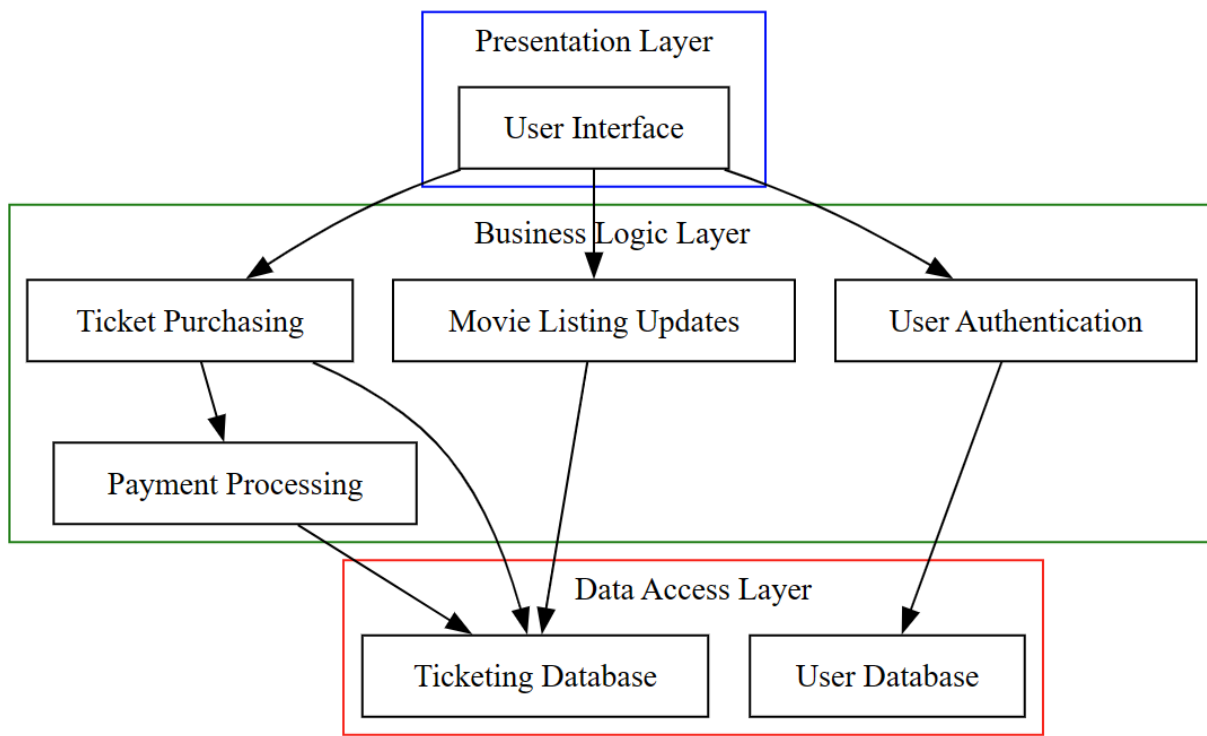 Presentation Layer
User Interface
Business Logic Layer
Ticket Purchasing
Movie Listing Updates
User Authentication
Payment Processing
Data Access Layer
Ticketing Database
User Database